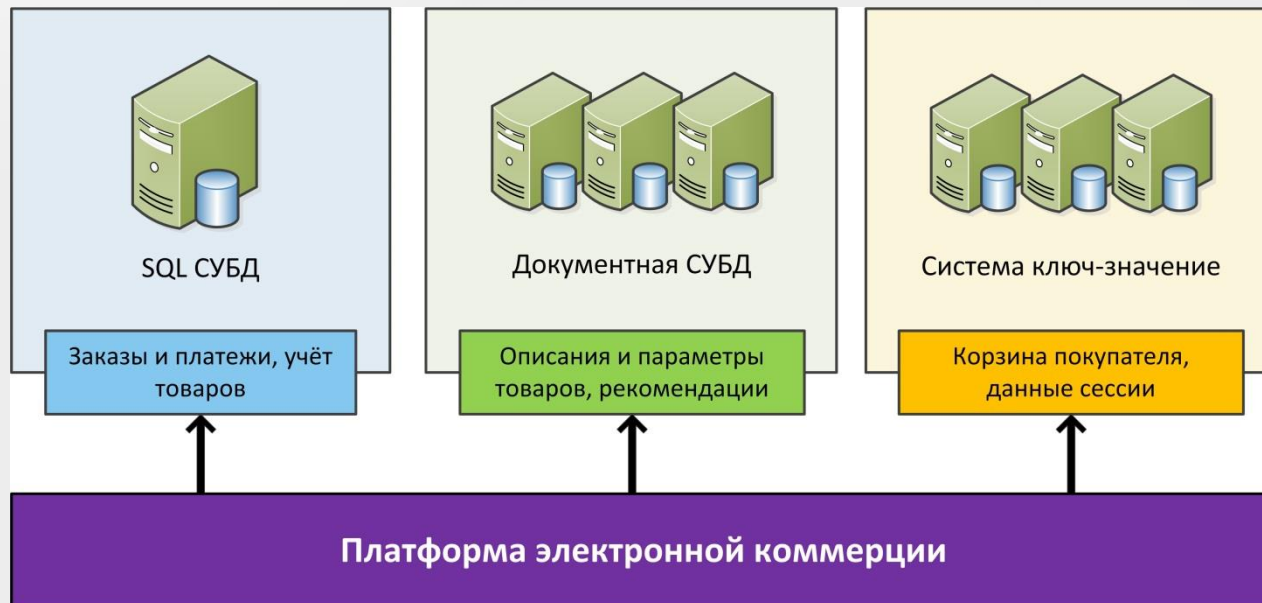 SQL СУБД
Заказы и платежи, учёт
товаров
Документная СУБД
Описания и параметры
товаров, рекомендации
Система ключ-значение
Корзина покупателя,
данные сессии
Платформа электронной коммерции